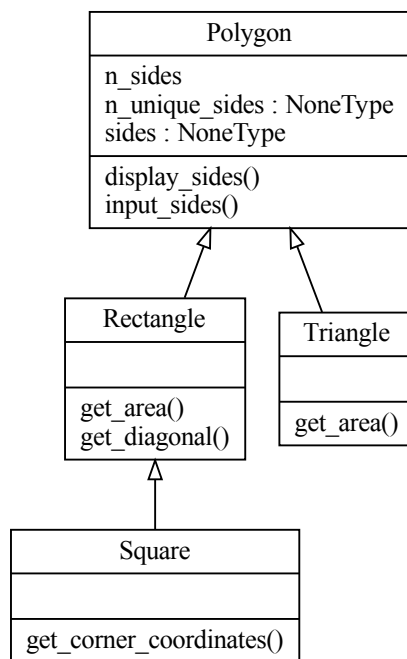 Polygon
n_sides
n_unique_sides : NoneType
sides : NoneType
display_sides()
input_sides()
Rectangle
get_area()
get_diagonal()
Triangle
get_area()
Square
get_corner_coordinates()